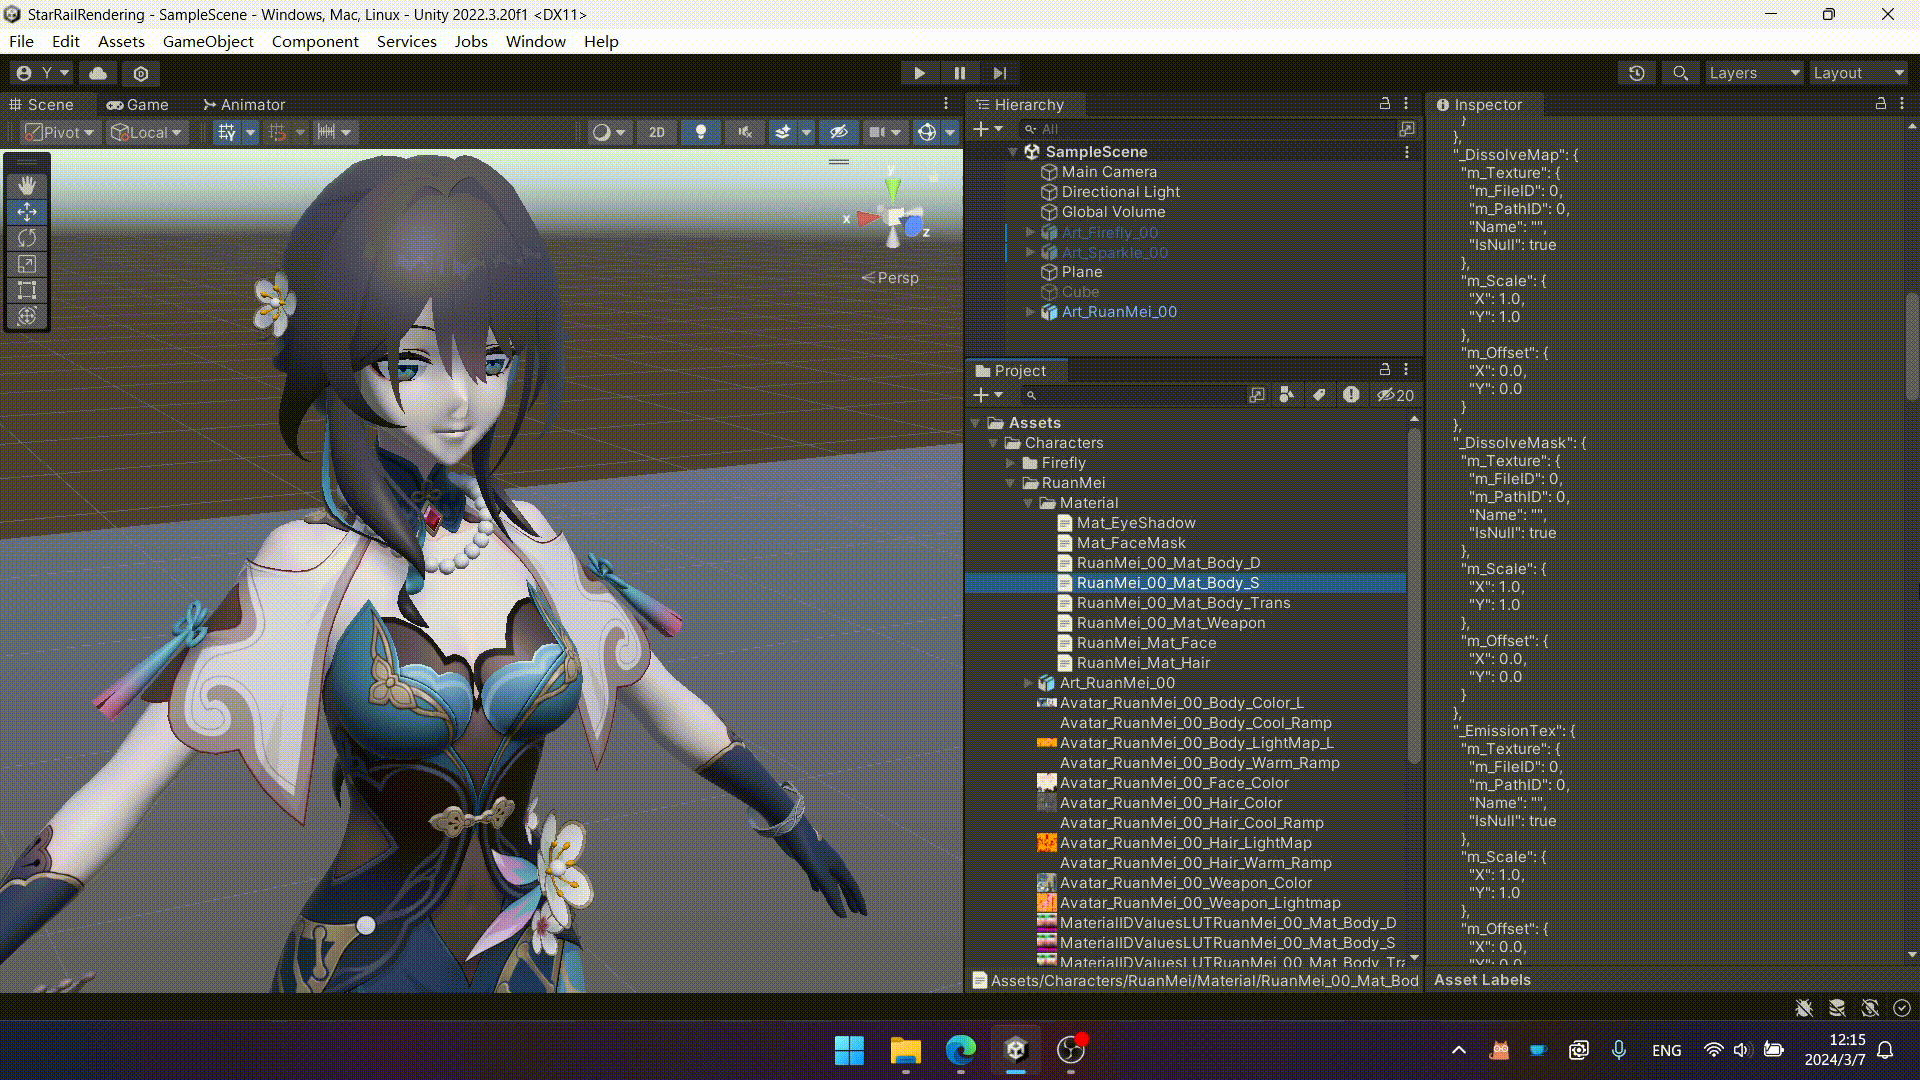 StarRailRendering - SampleScene - Windows, Mac, Linux - Unity 2022.3.20f1 <DX11>
File Edit Assets GameObject Component Services Jobs Window Help
Y Layers Layout
Scene Game Animator
Pivot Local 2D
y
x
z
Persp
Hierarchy
All
SampleScene
Main Camera
Directional Light
Global Volume
Art_Firefly_00
Art_Sparkle_00
Plane
Cube
Art_RuanMei_00
Project
20
Assets
Characters
Firefly
RuanMei
Material
Mat_EyeShadow
Mat_FaceMask
RuanMei_00_Mat_Body_D
RuanMei_00_Mat_Body_S
RuanMei_00_Mat_Body_Trans
RuanMei_00_Mat_Weapon
RuanMei_Mat_Face
RuanMei_Mat_Hair
Art_RuanMei_00
Avatar_RuanMei_00_Body_Color_L
Avatar_RuanMei_00_Body_Cool_Ramp
Avatar_RuanMei_00_Body_LightMap_L
Avatar_RuanMei_00_Body_Warm_Ramp
Avatar_RuanMei_00_Face_Color
Avatar_RuanMei_00_Hair_Color
Avatar_RuanMei_00_Hair_Cool_Ramp
Avatar_RuanMei_00_Hair_LightMap
Avatar_RuanMei_00_Hair_Warm_Ramp
Avatar_RuanMei_00_Weapon_Color
Avatar_RuanMei_00_Weapon_Lightmap
MaterialIDValuesLUTRuanMei_00_Mat_Body_D
MaterialIDValuesLUTRuanMei_00_Mat_Body_S
MaterialIDValuesLUTRuanMei_00_Mat_Body_Tra
Assets/Characters/RuanMei/Material/RuanMei_00_Mat_Bod
Inspector
}
},
"_DissolveMap": {
"m_Texture": {
"m_FileID": 0,
"m_PathID": 0,
"Name": "",
"IsNull": true
},
"m_Scale": {
"X": 1.0,
"Y": 1.0
},
"m_Offset": {
"X": 0.0,
"Y": 0.0
}
},
"_DissolveMask": {
"m_Texture": {
"m_FileID": 0,
"m_PathID": 0,
"Name": "",
"IsNull": true
},
"m_Scale": {
"X": 1.0,
"Y": 1.0
},
"m_Offset": {
"X": 0.0,
"Y": 0.0
}
},
"_EmissionTex": {
"m_Texture": {
"m_FileID": 0,
"m_PathID": 0,
"Name": "",
"IsNull": true
},
"m_Scale": {
"X": 1.0,
"Y": 1.0
},
"m_Offset": {
"X": 0.0,
"Y": 0.0
Asset Labels
ENG
12:15
2024/3/7